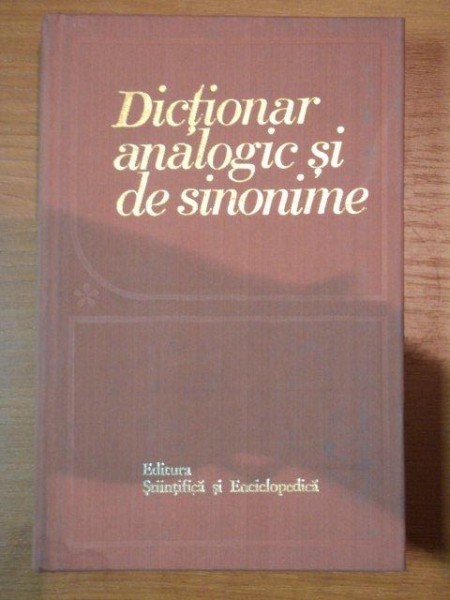 Dicționar
analogic și
de sinonime
Editura
Științifică și Enciclopedică